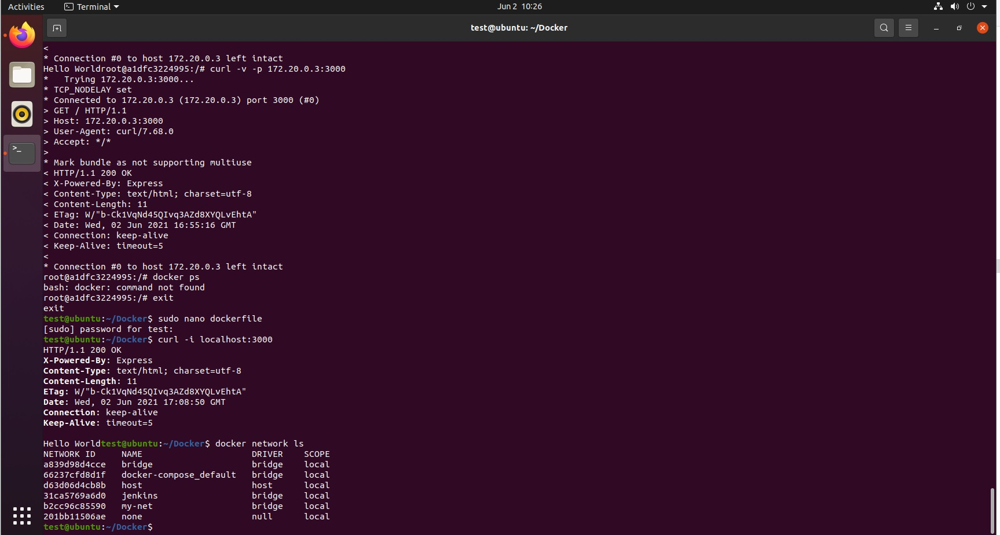 Activities
Terminal
Jun 2 10:26
test@ubuntu: ~/Docker
<
* Connection #0 to host 172.20.0.3 left intact
Hello Worldroot@a1dfc3224995:/# curl -v -p 172.20.0.3:3000
*   Trying 172.20.0.3:3000...
* TCP_NODELAY set
* Connected to 172.20.0.3 (172.20.0.3) port 3000 (#0)
> GET / HTTP/1.1
> Host: 172.20.0.3:3000
> User-Agent: curl/7.68.0
> Accept: */*
>
* Mark bundle as not supporting multiuse
< HTTP/1.1 200 OK
< X-Powered-By: Express
< Content-Type: text/html; charset=utf-8
< Content-Length: 11
< ETag: W/"b-Ck1VqNd45QIvq3AZd8XYQLvEhtA"
< Date: Wed, 02 Jun 2021 16:55:16 GMT
< Connection: keep-alive
< Keep-Alive: timeout=5
<
* Connection #0 to host 172.20.0.3 left intact
root@a1dfc3224995:/# docker ps
bash: docker: command not found
root@a1dfc3224995:/# exit
exit
test@ubuntu:~/Docker$ sudo nano dockerfile
[sudo] password for test:
test@ubuntu:~/Docker$ curl -i localhost:3000
HTTP/1.1 200 OK
X-Powered-By: Express
Content-Type: text/html; charset=utf-8
Content-Length: 11
ETag: W/"b-Ck1VqNd45QIvq3AZd8XYQLvEhtA"
Date: Wed, 02 Jun 2021 17:08:50 GMT
Connection: keep-alive
Keep-Alive: timeout=5
Hello Worldtest@ubuntu:~/Docker$ docker network ls
NETWORK ID     NAME                     DRIVER    SCOPE
a839d98d4cce   bridge                   bridge    local
66237cfd8d1f   docker-compose_default   bridge    local
d63d06d4cb8b   host                     host      local
31ca5769a6d0   jenkins                  bridge    local
b2cc96c85590   my-net                   bridge    local
201bb11506ae   none                     null      local
test@ubuntu:~/Docker$